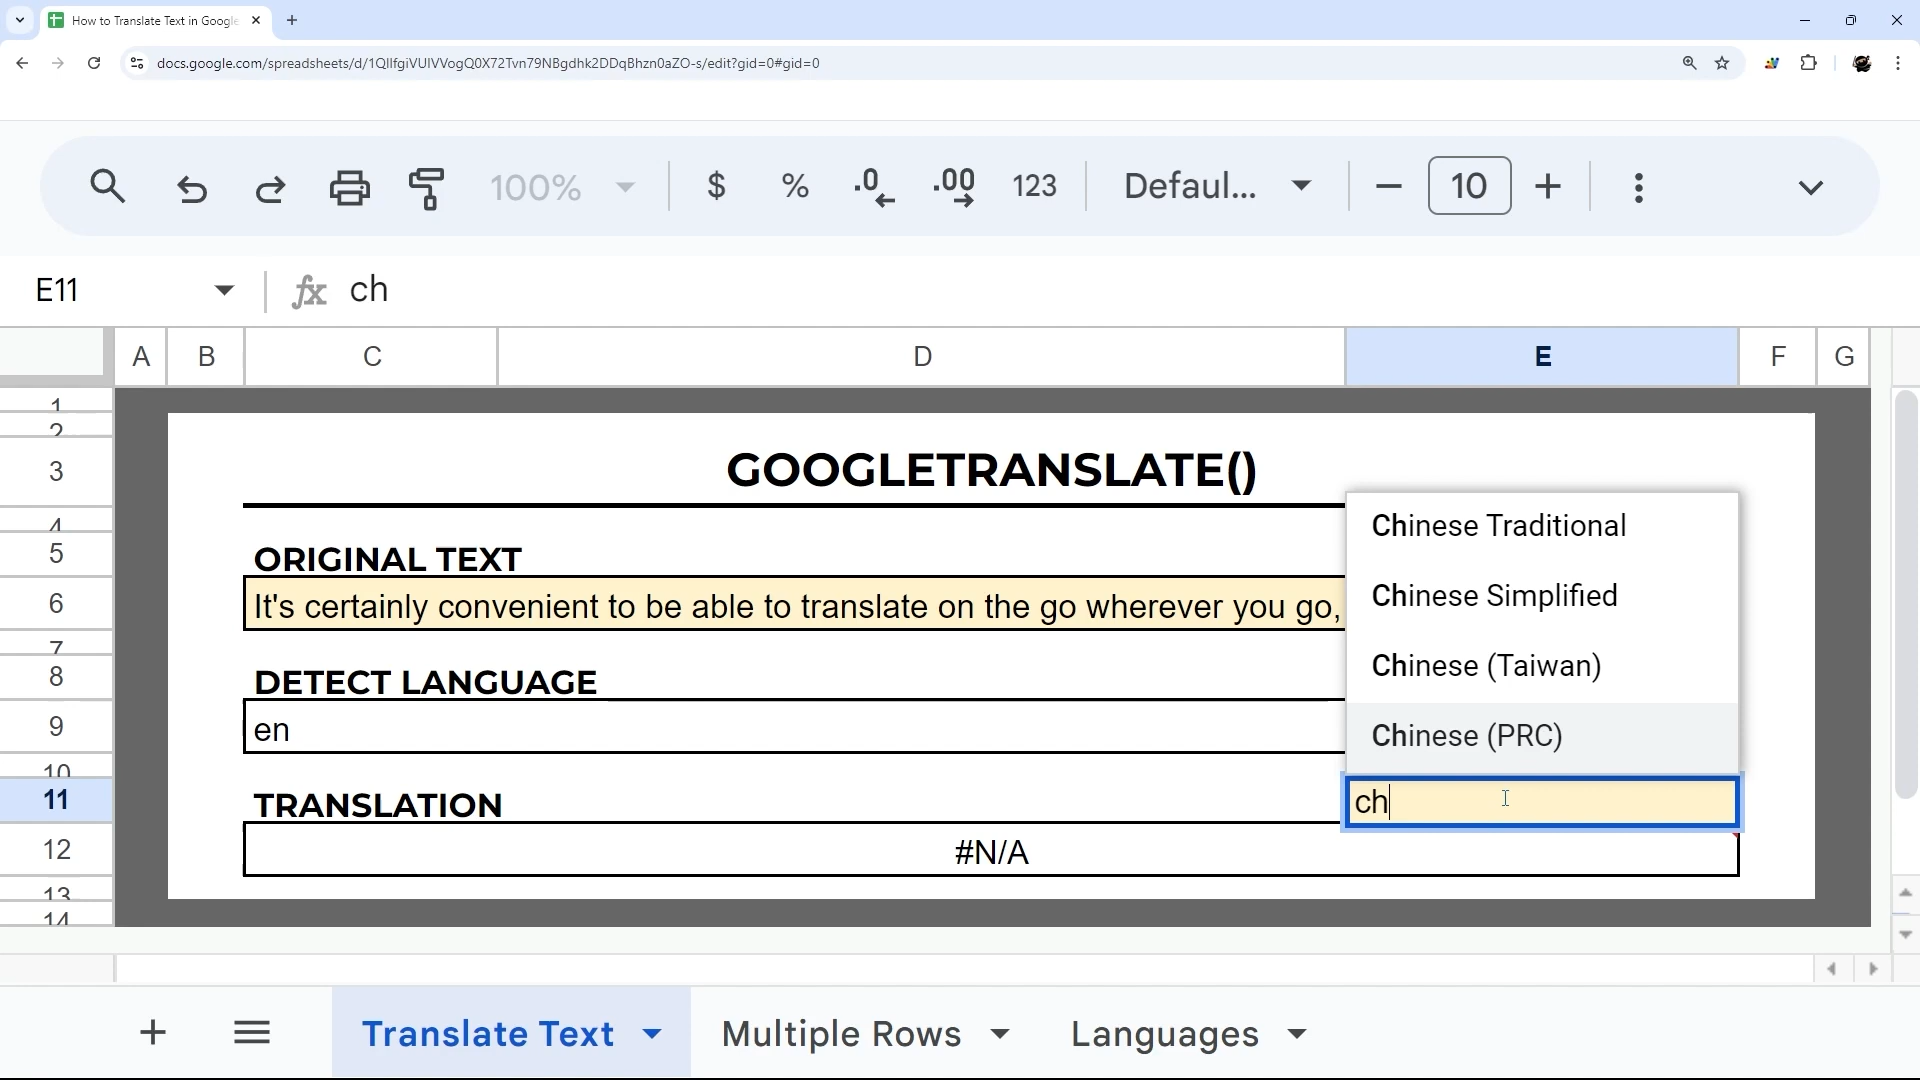 How to Translate Text in Google
docs.google.com/spreadsheets/d/1QIlfgiVUlVVogQ0X72Tvn79NBgdhk2DDqBhzn0aZO-s/edit?gid=0#gid=0
100% $ % .0 .00 123 Defaul... 10
E11 fx ch
A B C D E F G
1
2
3 GOOGLETRANSLATE()
4
Chinese Traditional
5 ORIGINAL TEXT
6 It's certainly convenient to be able to translate on the go wherever you go,
Chinese Simplified
7
8 DETECT LANGUAGE
Chinese (Taiwan)
9 en
Chinese (PRC)
10
11 TRANSLATION ch
12 #N/A
13
14
Translate Text Multiple Rows Languages